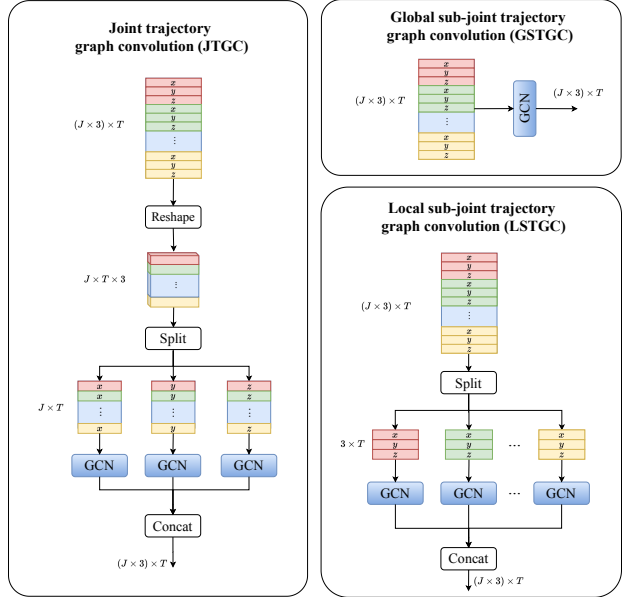 Joint trajectory
graph convolution (JTGC)
x
y
z
x
y
z
⋮
x
y
z
(J × 3) × T
Reshape
J × T × 3
⋮
Split
J × T
x
x
⋮
x
y
y
⋮
y
z
z
⋮
z
GCN GCN GCN
Concat
(J × 3) × T
Global sub-joint trajectory
graph convolution (GSTGC)
x
y
z
x
y
z
⋮
x
y
z
(J × 3) × T
GCN
(J × 3) × T
Local sub-joint trajectory
graph convolution (LSTGC)
x
y
z
x
y
z
⋮
x
y
z
(J × 3) × T
Split
3 × T
x
y
z
x
y
z
...
x
y
z
GCN GCN ... GCN
Concat
(J × 3) × T